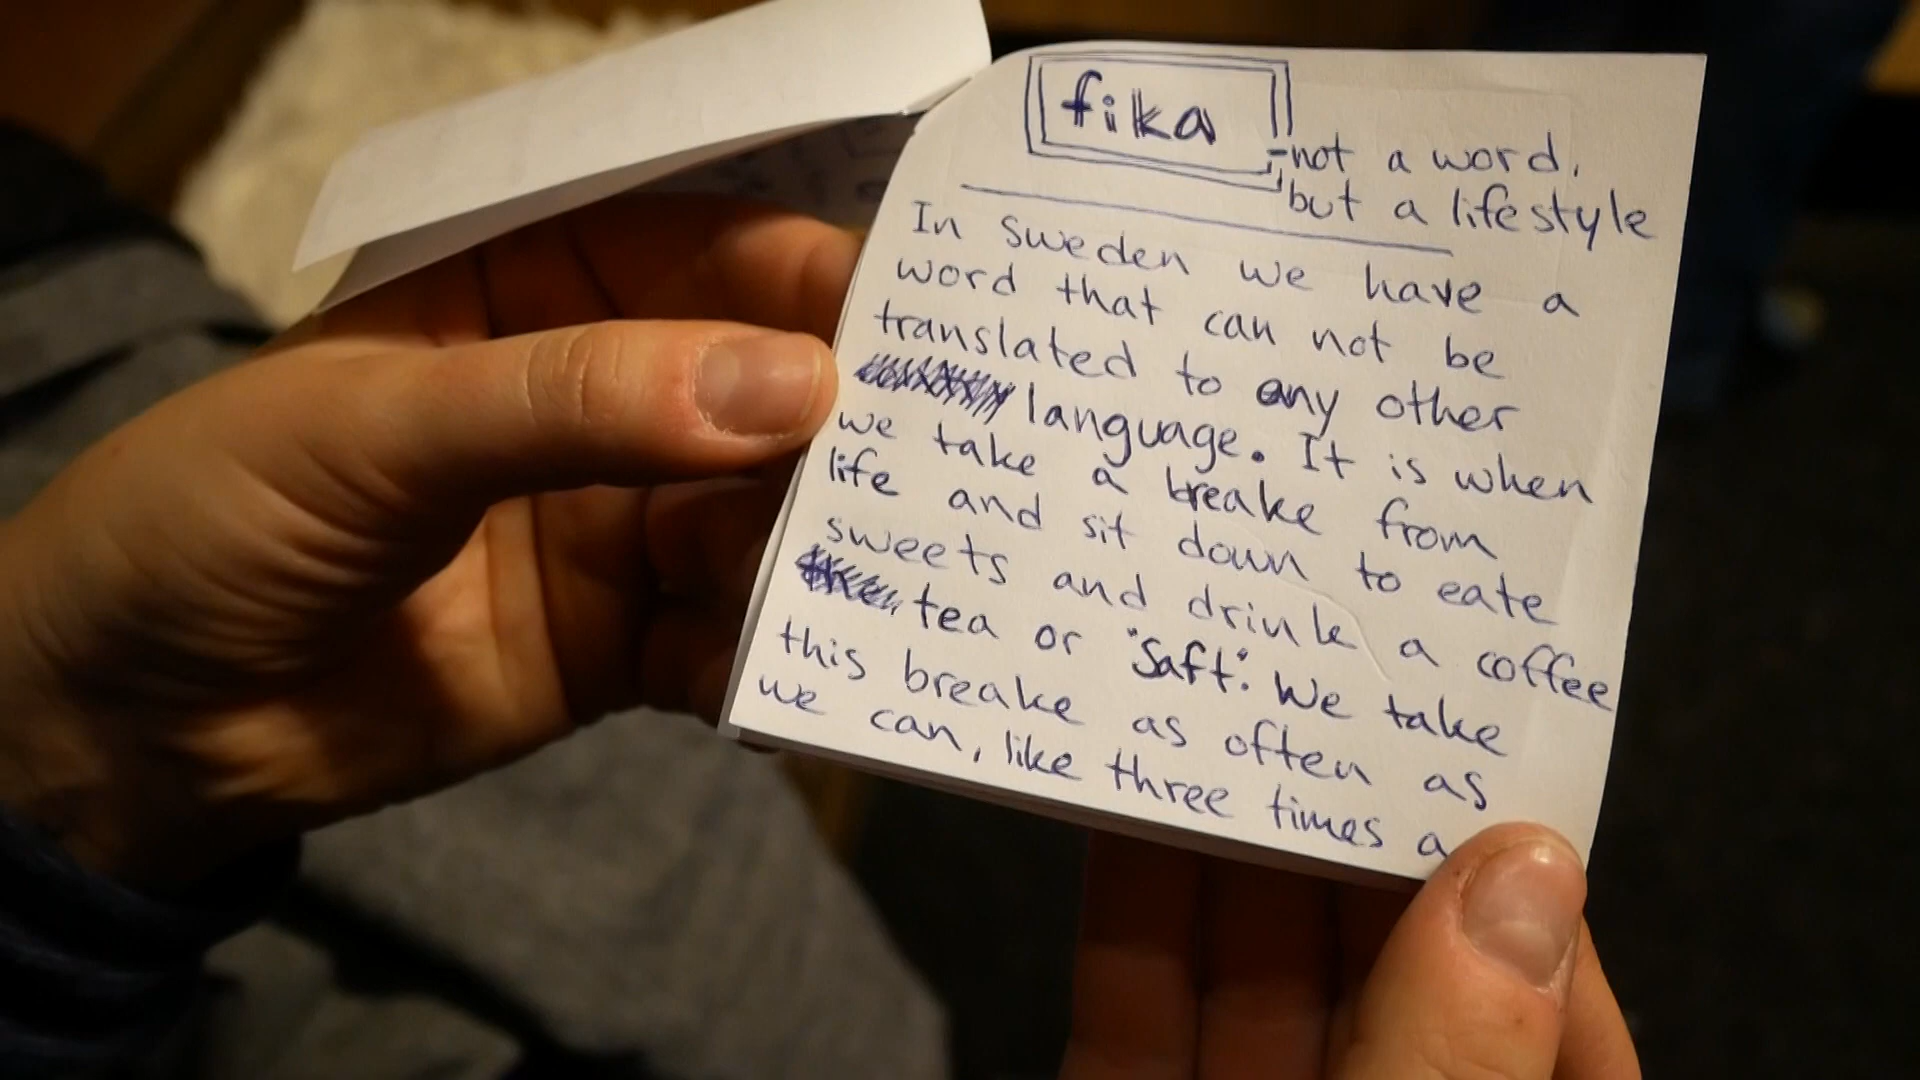 fika
-not a word,
but a lifestyle
In Sweden we have a
word that can not be
translated to any other
language. It is when
we take a breake from
life and sit down to eate
sweets and drink a coffee
tea or "Saft". We take
this breake as often as
we can, like three times a